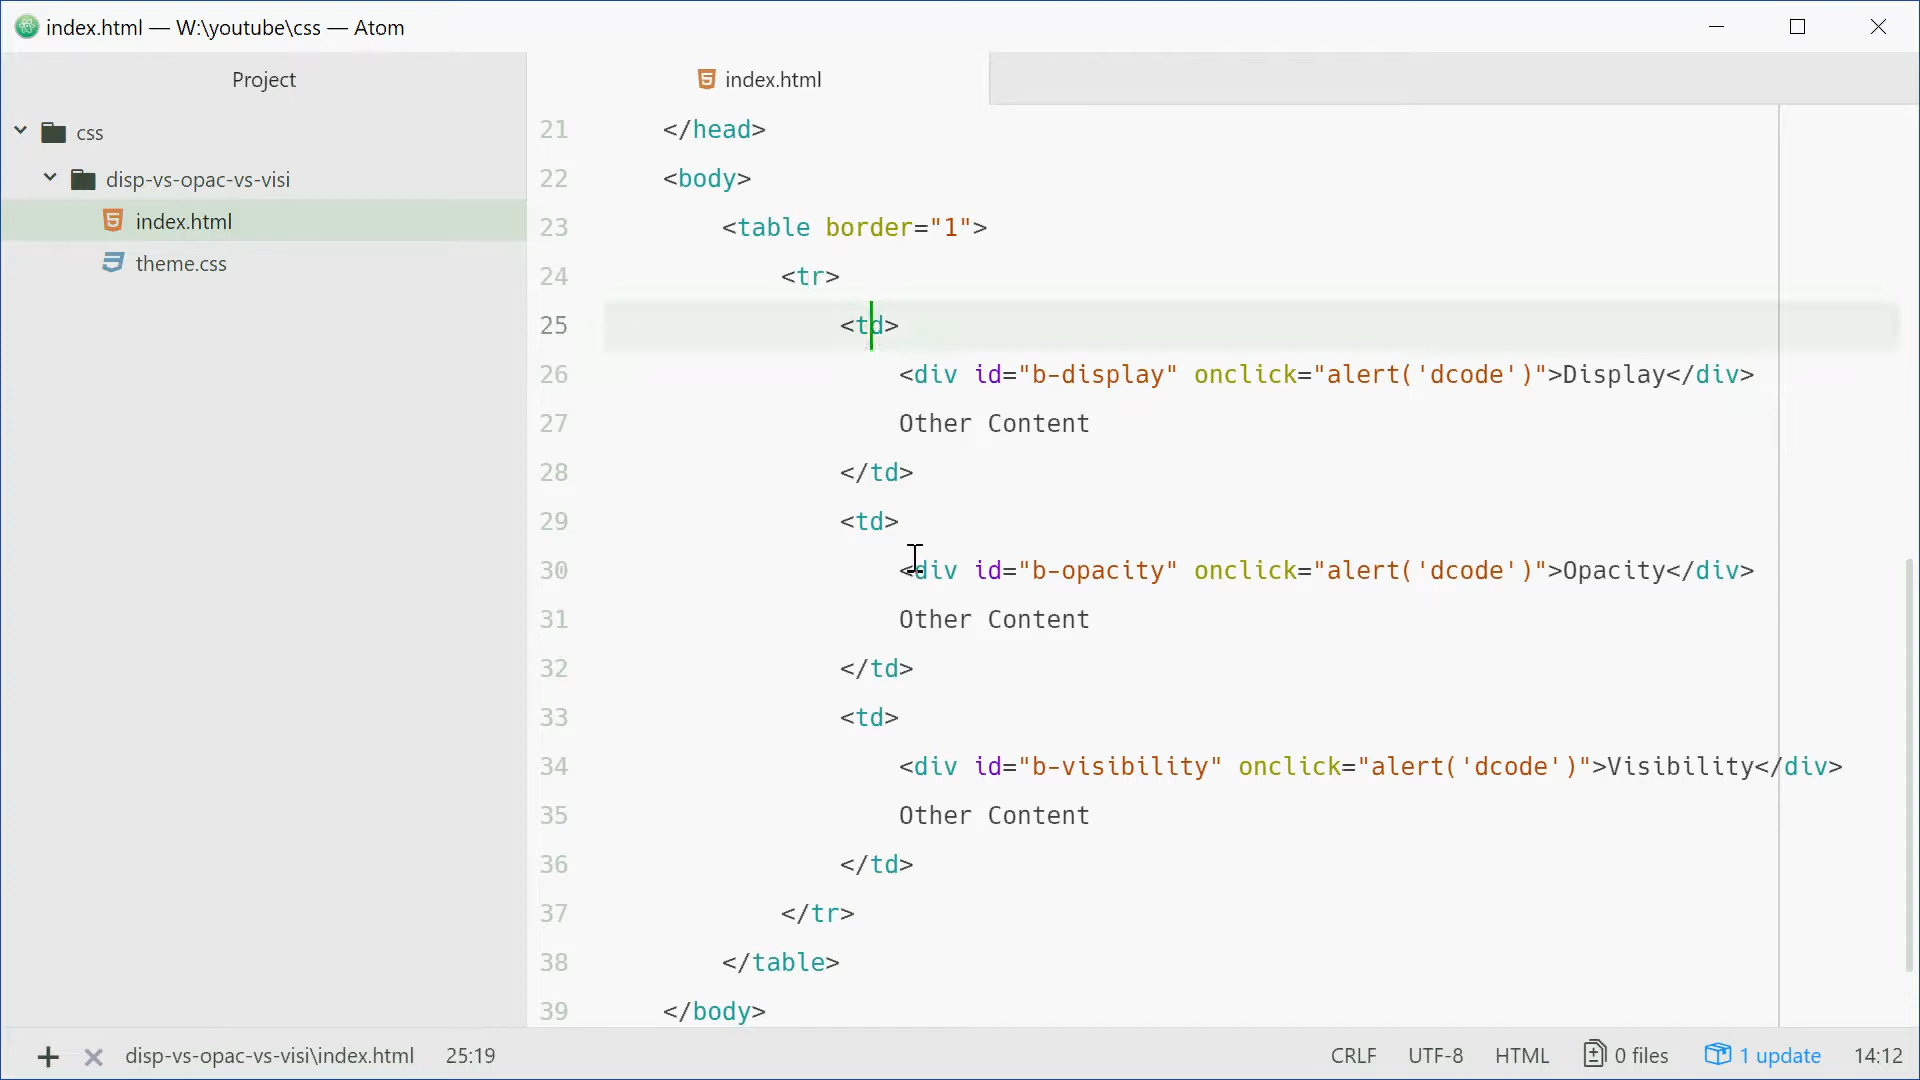 index.html — W:\youtube\css — Atom
Project
index.html
css
disp-vs-opac-vs-visi
index.html
theme.css
21 </head>
22 <body>
23 <table border="1">
24 <tr>
25 <td>
26 <div id="b-display" onclick="alert('dcode')">Display</div>
27 Other Content
28 </td>
29 <td>
30 <div id="b-opacity" onclick="alert('dcode')">Opacity</div>
31 Other Content
32 </td>
33 <td>
34 <div id="b-visibility" onclick="alert('dcode')">Visibility</div>
35 Other Content
36 </td>
37 </tr>
38 </table>
39 </body>
disp-vs-opac-vs-visi\index.html 25:19 CRLF UTF-8 HTML 0 files 1 update 14:12